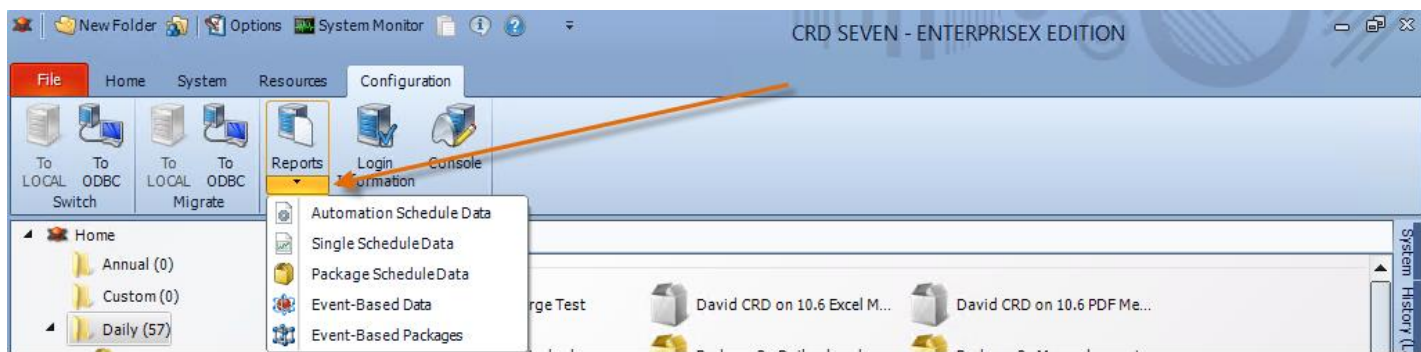 New Folder Options System Monitor
CRD SEVEN - ENTERPRISEX EDITION
File Home System Resources Configuration
To LOCAL
To ODBC
To LOCAL
To ODBC
Reports
Login
Console
Switch
Migrate
Automation Schedule Data
Single Schedule Data
Package Schedule Data
Event-Based Data
Event-Based Packages
Home
Annual (0)
Custom (0)
Daily (57)
rge Test
David CRD on 10.6 Excel M...
David CRD on 10.6 PDF Me...
System History (L